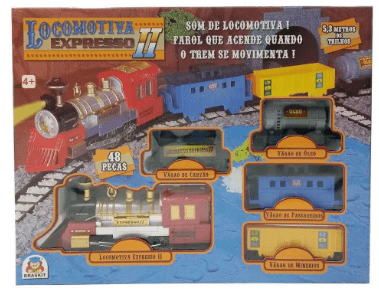 LOCOMOTIVA
EXPRESSO II
SOM DE LOCOMOTIVA !
FAROL QUE ACENDE QUANDO
O TREM SE MOVIMENTA !
5,3 METROS
DE
TRILHOS
4+
48
PEÇAS
VAGÃO DE CARVÃO
VAGÃO DE ÓLEO
VAGÃO DE PASSAGEIROS
LOCOMOTIVA EXPRESSO II
VAGÃO DE MINÉRIOS
BRASKIT